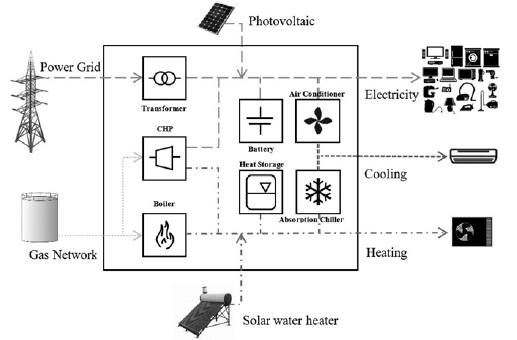 Photovoltaic
Power Grid
Transformer
Air Conditioner
Electricity
CHP
Battery
Heat Storage
Cooling
Boiler
Absorption Chiller
Gas Network
Heating
Solar water heater